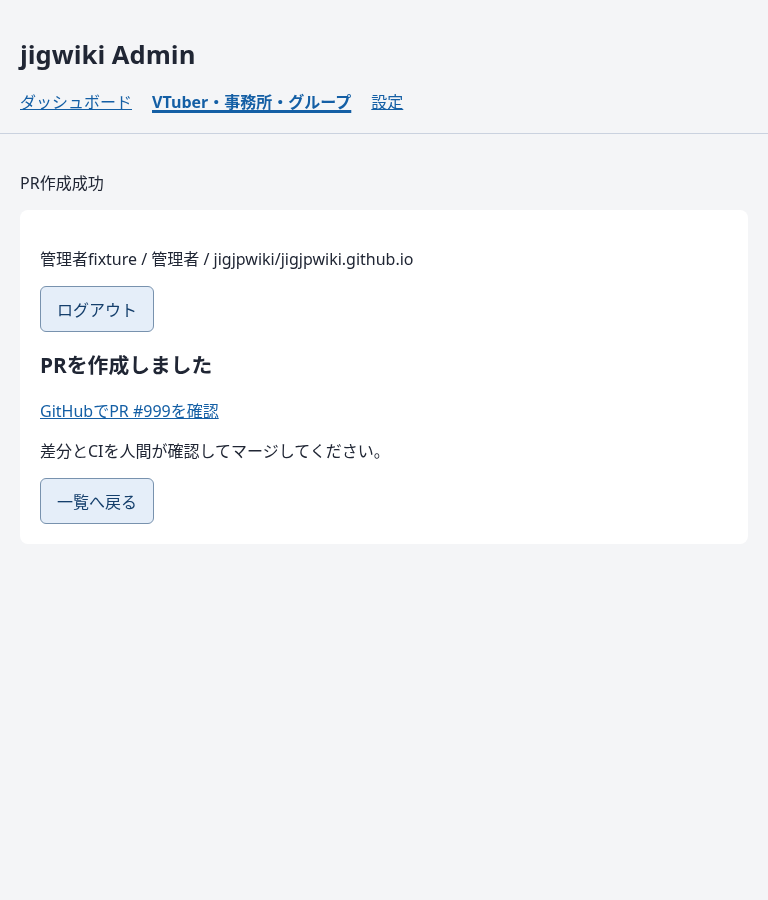 jigwiki Admin
ダッシュボード VTuber・事務所・グループ 設定
PR作成成功
管理者fixture / 管理者 / jigjpwiki/jigjpwiki.github.io
ログアウト
PRを作成しました
GitHubでPR #999を確認
差分とCIを人間が確認してマージしてください。
一覧へ戻る